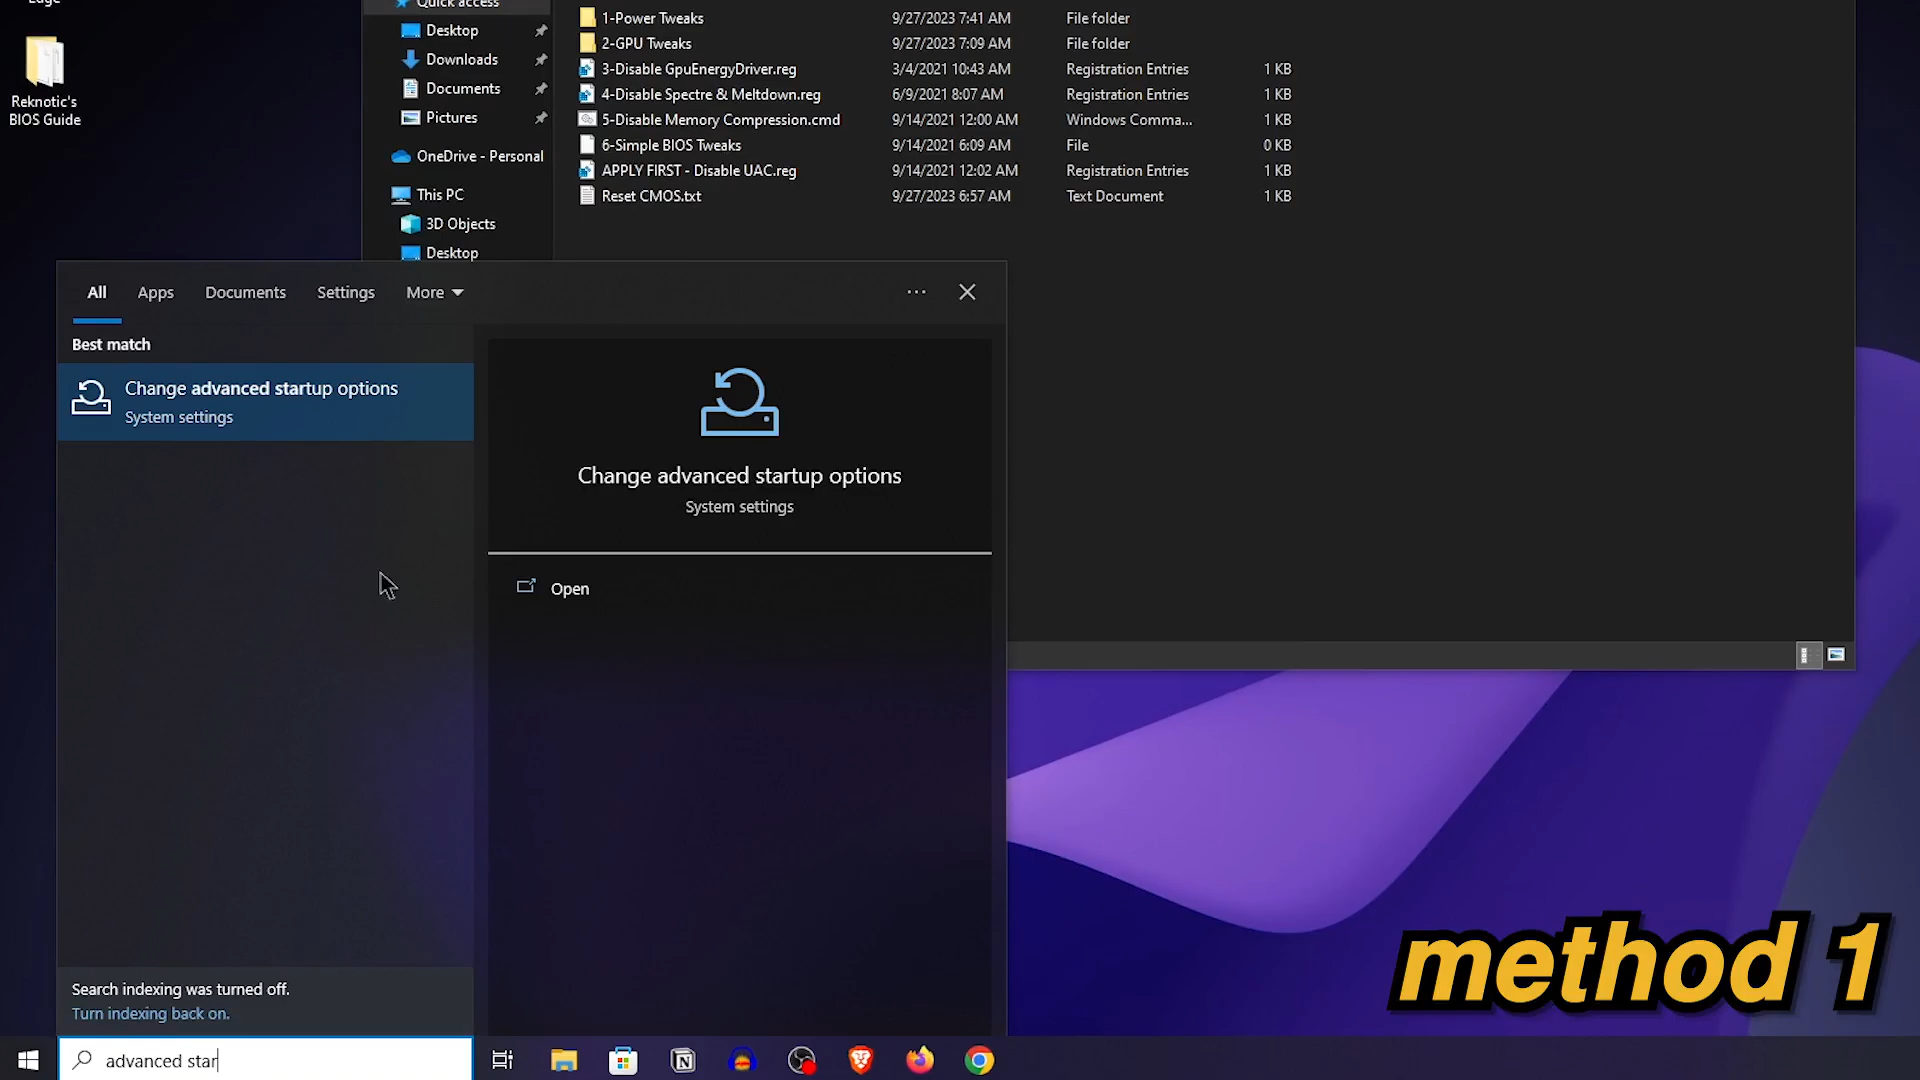 Edge
Reknotic's
BIOS Guide
Quick access
Desktop
Downloads
Documents
Pictures
OneDrive - Personal
This PC
3D Objects
Desktop
1-Power Tweaks 9/27/2023 7:41 AM File folder
2-GPU Tweaks 9/27/2023 7:09 AM File folder
3-Disable GpuEnergyDriver.reg 3/4/2021 10:43 AM Registration Entries 1 KB
4-Disable Spectre & Meltdown.reg 6/9/2021 8:07 AM Registration Entries 1 KB
5-Disable Memory Compression.cmd 9/14/2021 12:00 AM Windows Comma... 1 KB
6-Simple BIOS Tweaks 9/14/2021 6:09 AM File 0 KB
APPLY FIRST - Disable UAC.reg 9/14/2021 12:02 AM Registration Entries 1 KB
Reset CMOS.txt 9/27/2023 6:57 AM Text Document 1 KB
All Apps Documents Settings More
Best match
Change advanced startup options
System settings
Change advanced startup options
System settings
Open
Search indexing was turned off.
Turn indexing back on.
advanced star
method 1